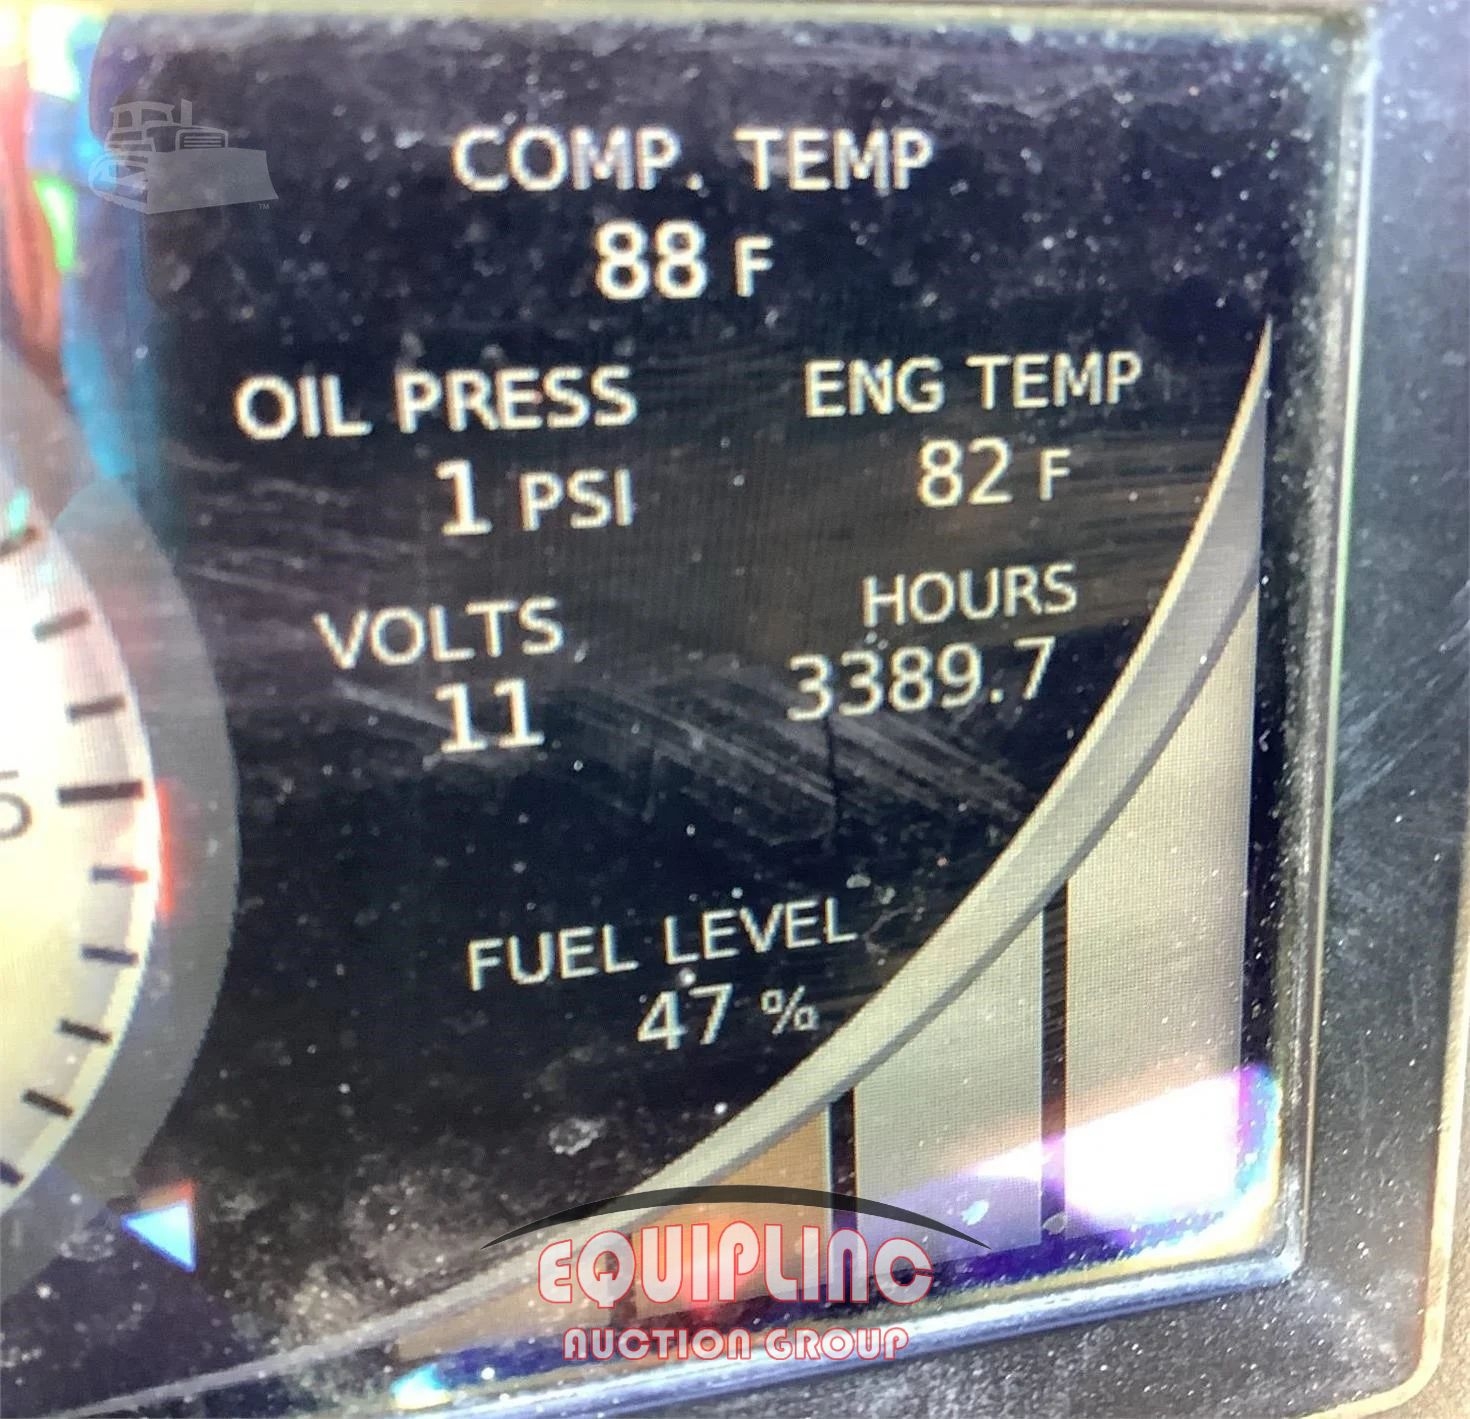 COMP. TEMP
88 F
OIL PRESS
1 PSI
ENG TEMP
82 F
VOLTS
11
HOURS
3389.7
FUEL LEVEL
47 %
EQUIPLINC
AUCTION GROUP
TM